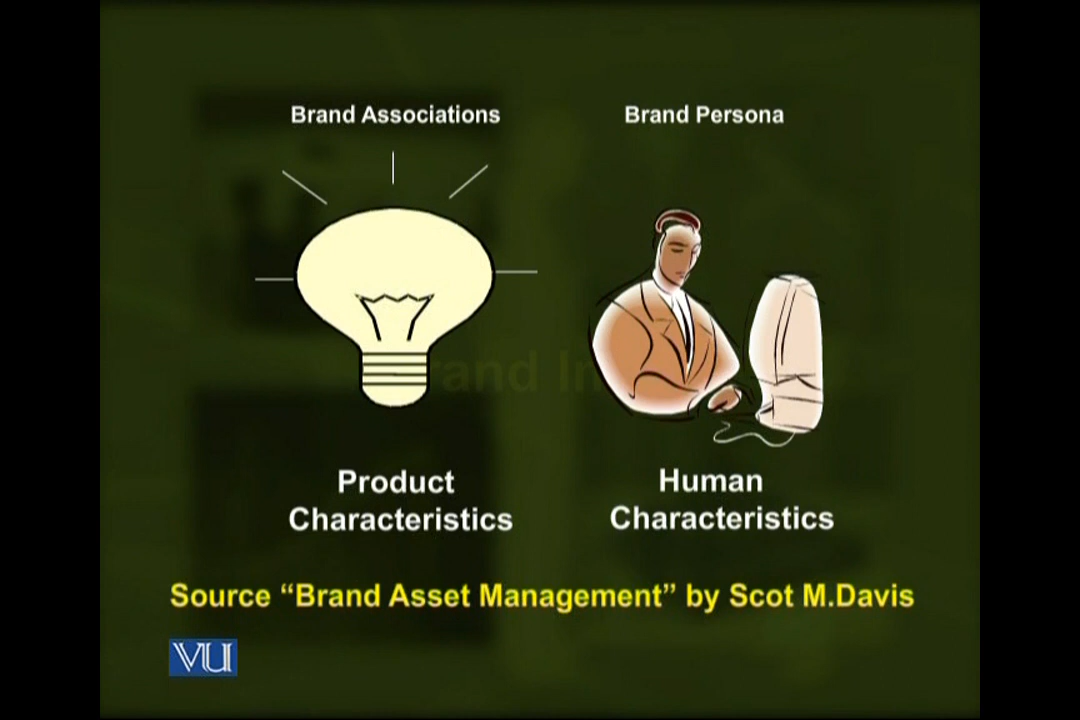 Brand Associations
Brand Persona
Product
Characteristics
Human
Characteristics
Source “Brand Asset Management” by Scot M.Davis
VU